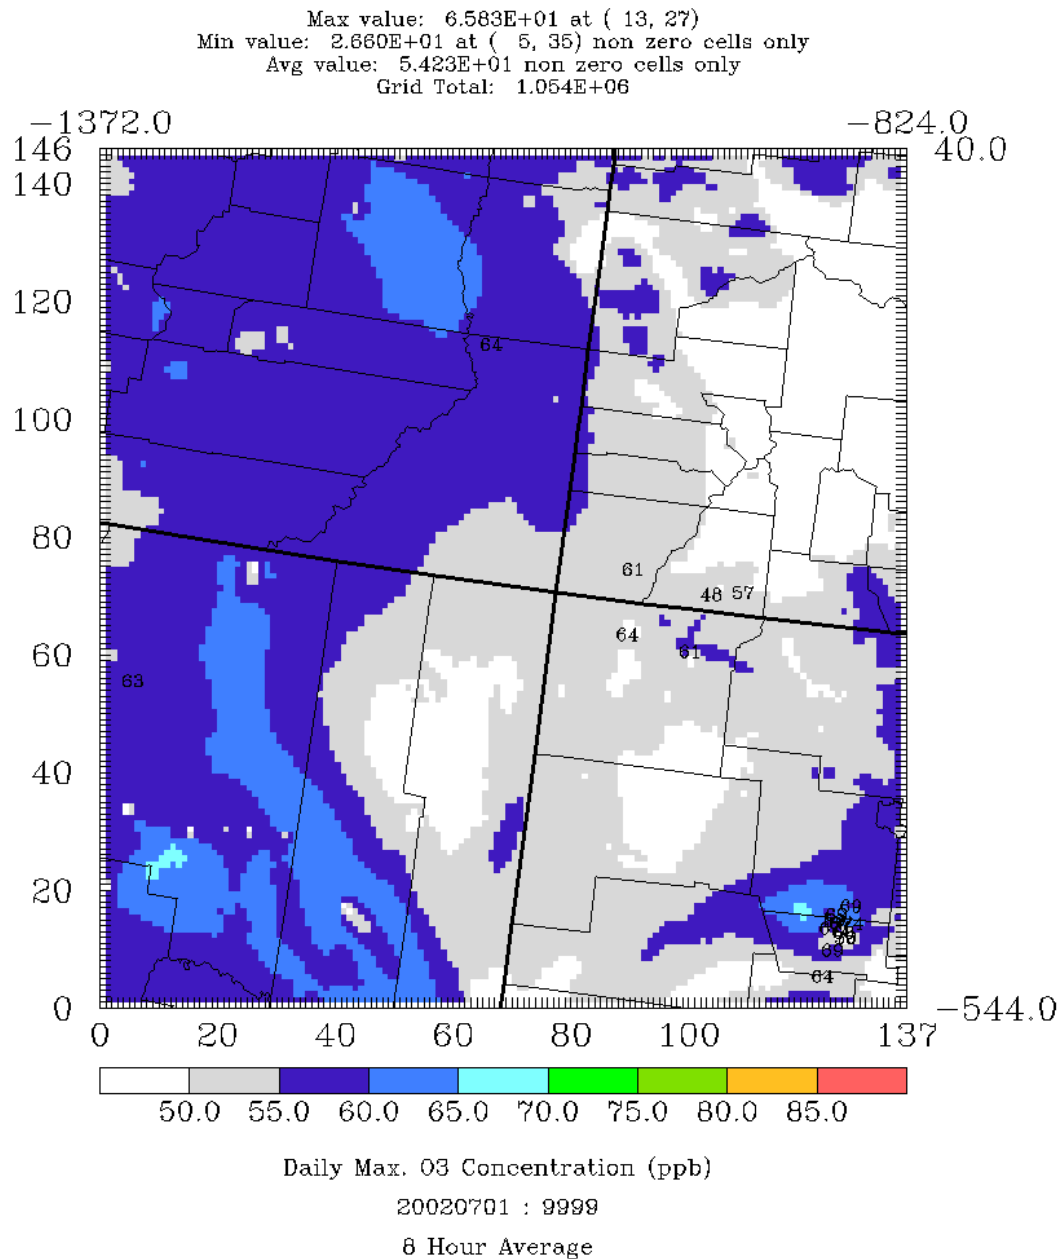 Max value: 6.583E+01 at ( 13, 27)
Min value: 2.660E+01 at ( 5, 35) non zero cells only
Avg value: 5.423E+01 non zero cells only
Grid Total: 1.054E+06
-1372.0 -824.0
146 40.0
140
120
64
100
80
61
48 57
64
60 61
63
40
20
69
69
64
0 -544.0
0 20 40 60 80 100 137
50.0 55.0 60.0 65.0 70.0 75.0 80.0 85.0
Daily Max. O3 Concentration (ppb)
20020701 : 9999
8 Hour Average